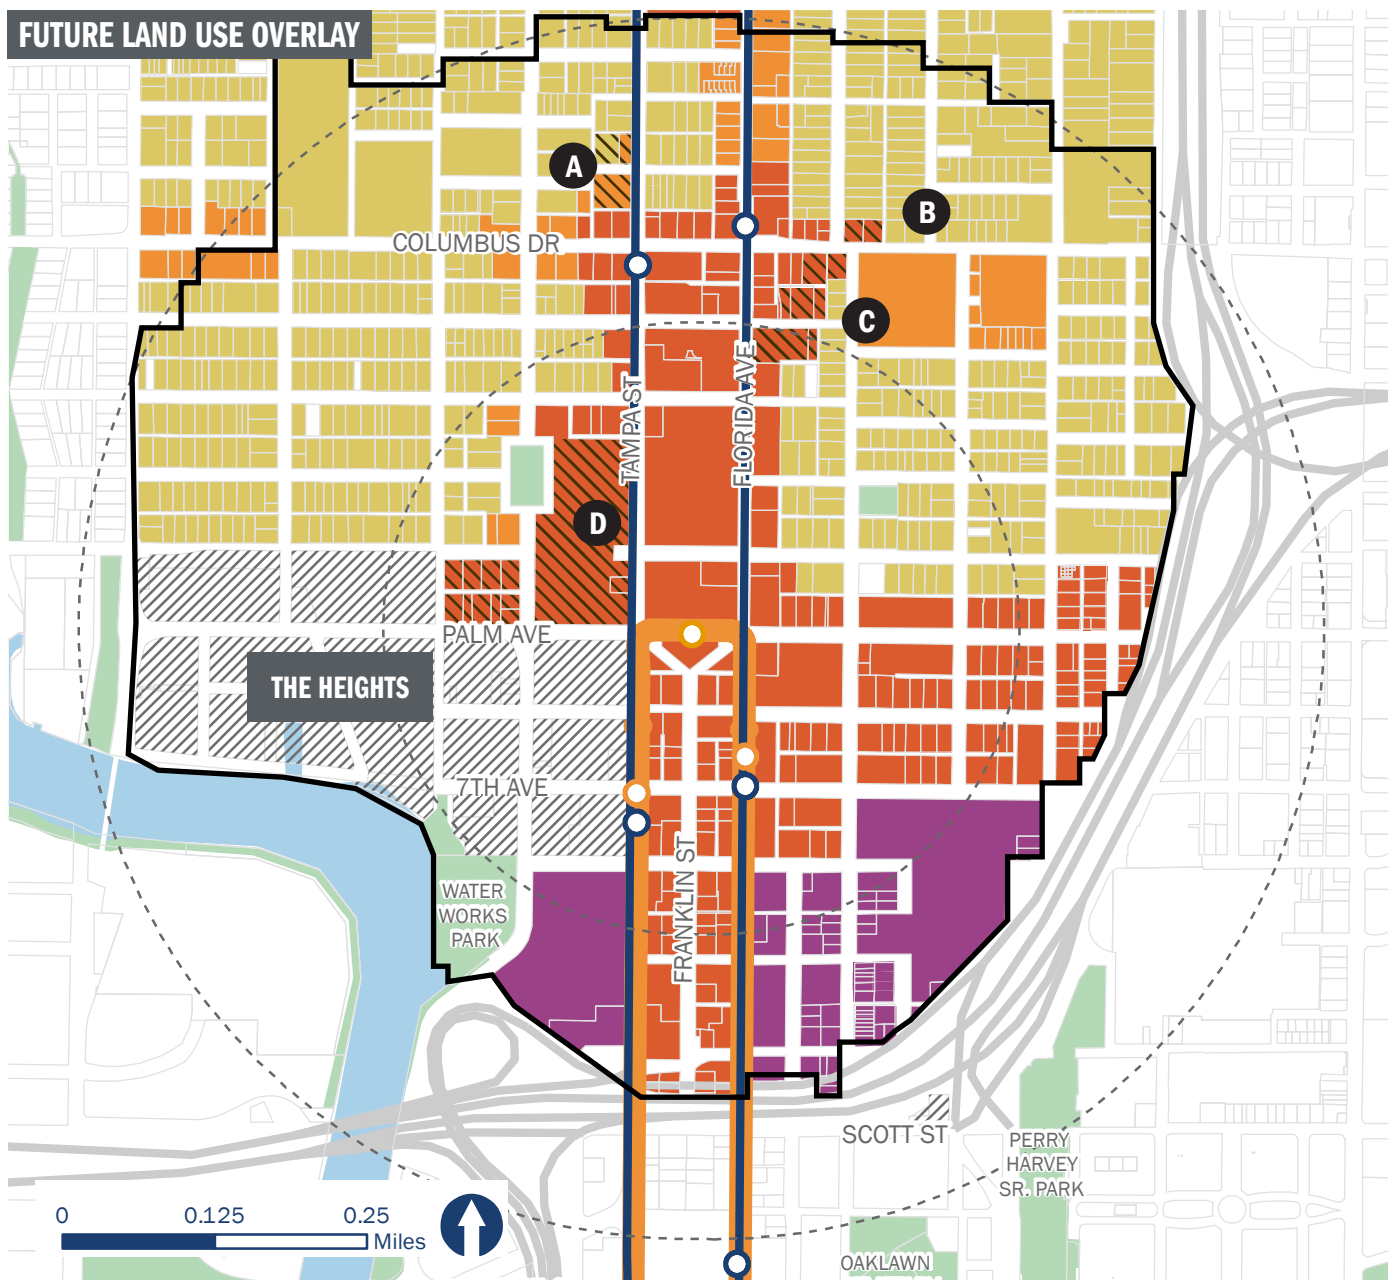 FUTURE LAND USE OVERLAY
A
B
COLUMBUS DR
C
TAMPA ST
FLORIDA AVE
D
PALM AVE
THE HEIGHTS
7TH AVE
FRANKLIN ST
WATER
WORKS
PARK
SCOTT ST
PERRY
HARVEY
SR. PARK
0 0.125 0.25
Miles
OAKLAWN